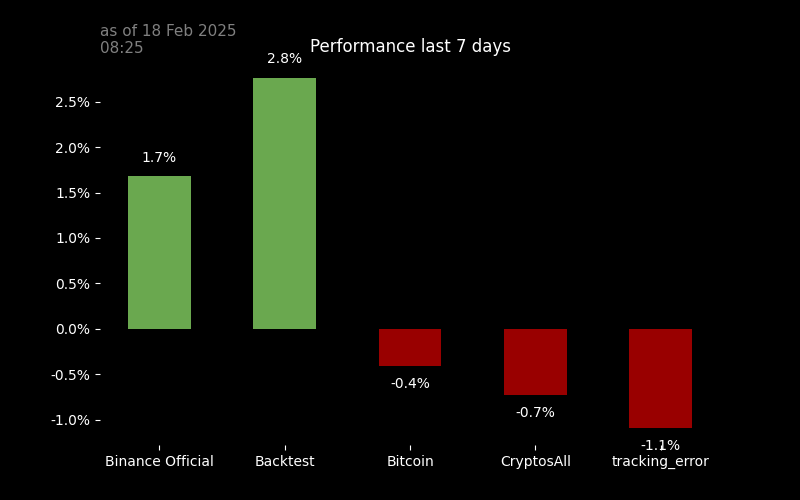 as of 18 Feb 2025
08:25
Performance last 7 days
2.8%
2.5%
2.0%
1.7%
1.5%
1.0%
0.5%
0.0%
-0.5%
-0.4%
-0.7%
-1.0%
-1.1%
Binance Official
Backtest
Bitcoin
CryptosAll
tracking_error